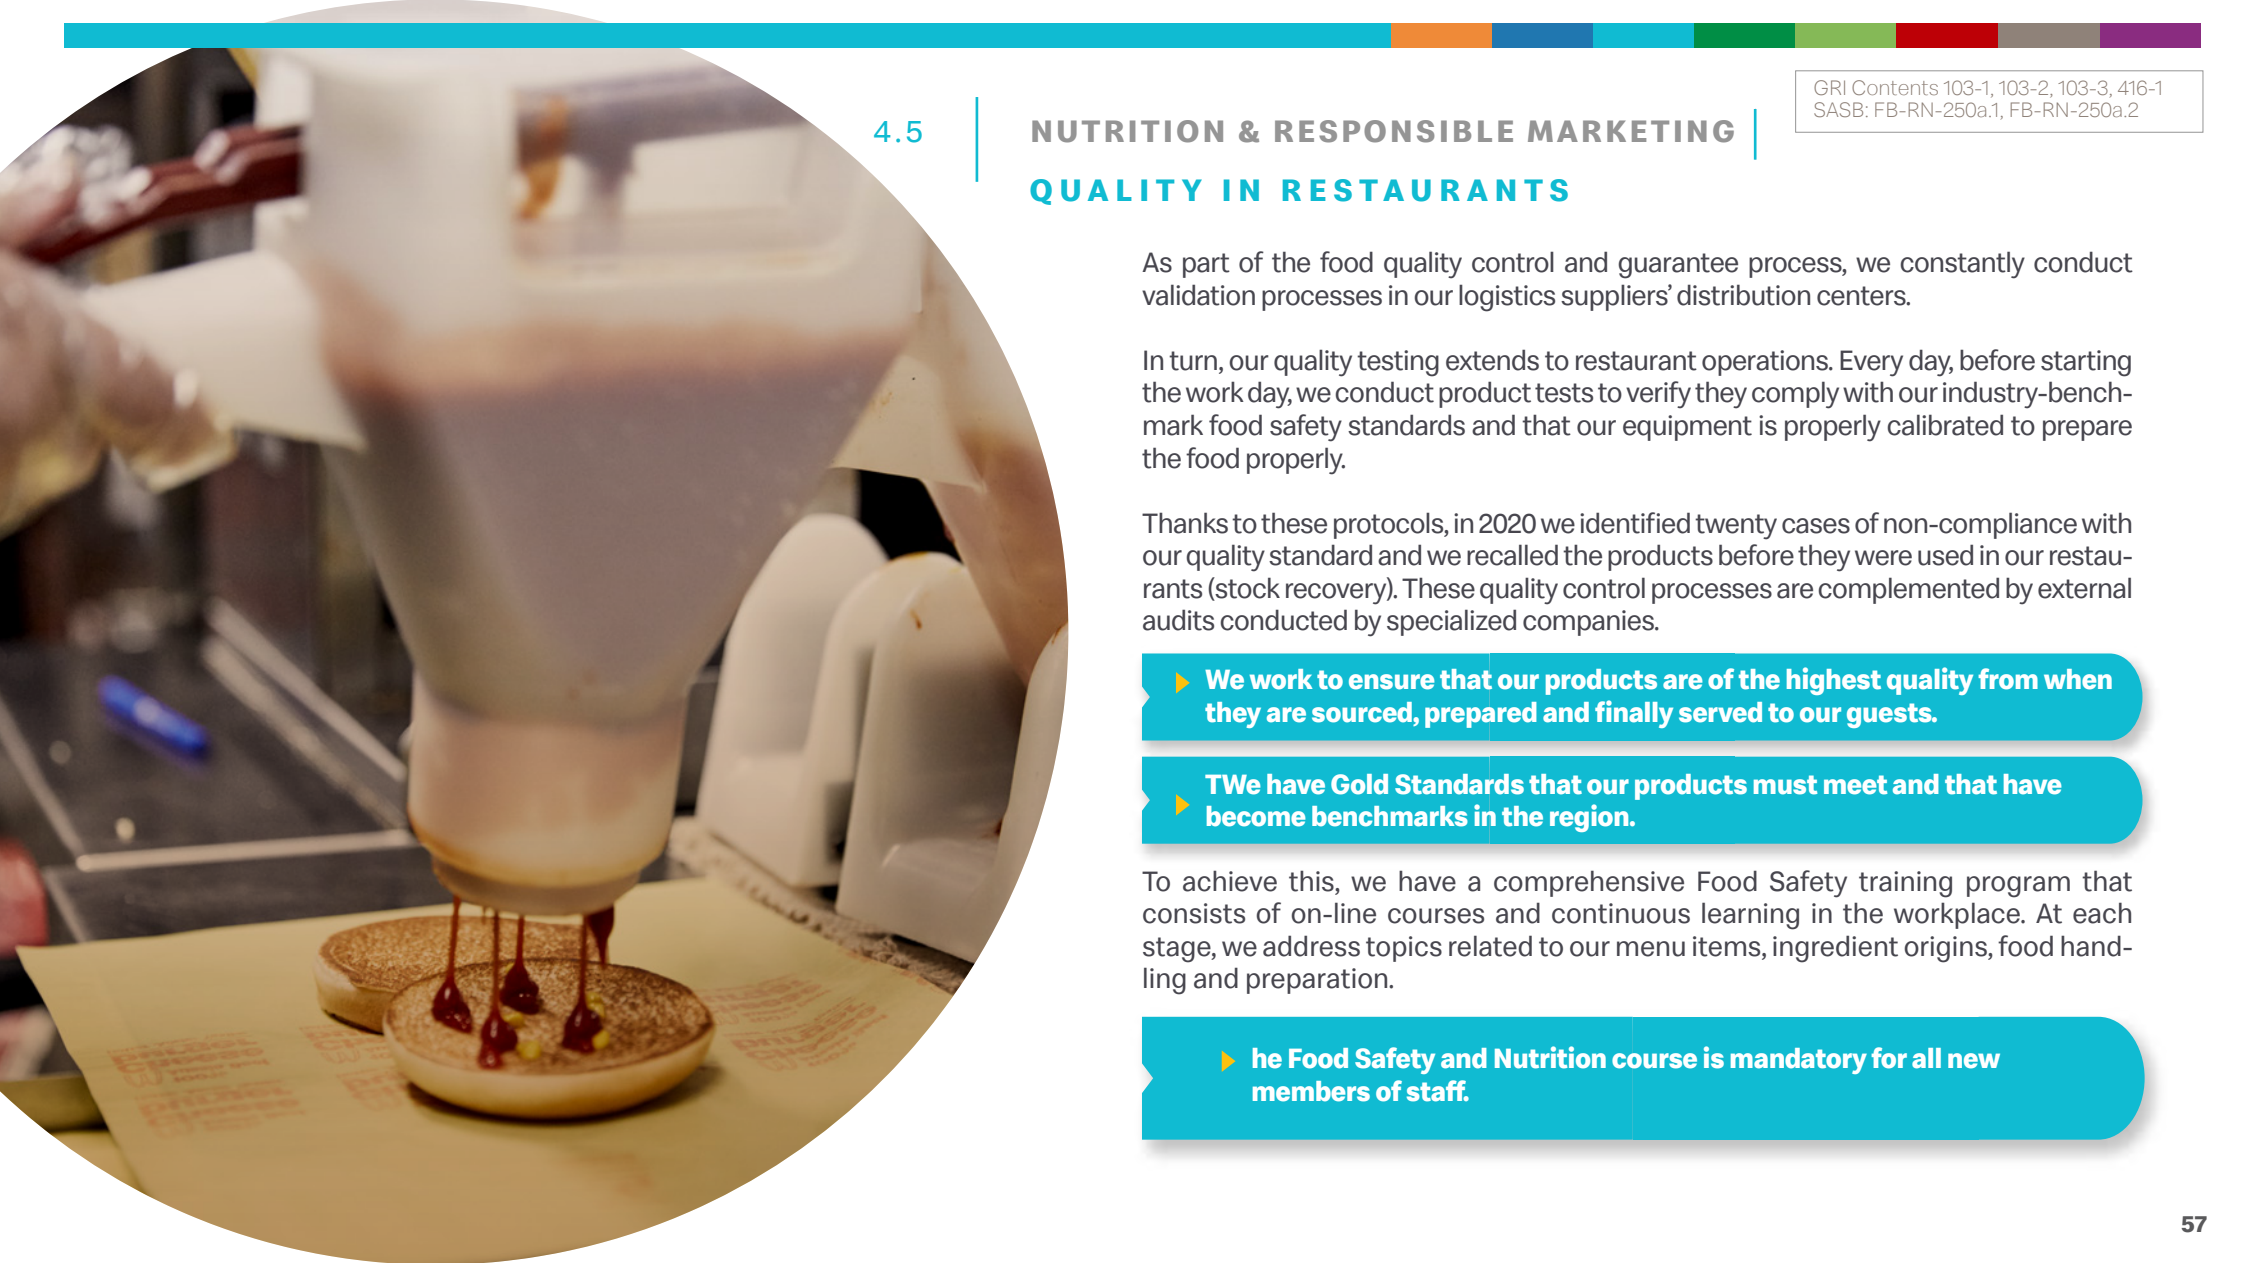 GRI Contents 103-1, 103-2, 103-3, 416-1
SASB: FB-RN-250a.1, FB-RN-250a.2
4.5
NUTRITION & RESPONSIBLE MARKETING
QUALITY IN RESTAURANTS
As part of the food quality control and guarantee process, we constantly conduct
validation processes in our logistics suppliers’ distribution centers.
In turn, our quality testing extends to restaurant operations. Every day, before starting
the work day, we conduct product tests to verify they comply with our industry-bench-
mark food safety standards and that our equipment is properly calibrated to prepare
the food properly.
Thanks to these protocols, in 2020 we identified twenty cases of non-compliance with
our quality standard and we recalled the products before they were used in our restau-
rants (stock recovery). These quality control processes are complemented by external
audits conducted by specialized companies.
We work to ensure that our products are of the highest quality from when
they are sourced, prepared and finally served to our guests.
TWe have Gold Standards that our products must meet and that have
become benchmarks in the region.
To achieve this, we have a comprehensive Food Safety training program that
consists of on-line courses and continuous learning in the workplace. At each
stage, we address topics related to our menu items, ingredient origins, food hand-
ling and preparation.
he Food Safety and Nutrition course is mandatory for all new
members of staff.
57